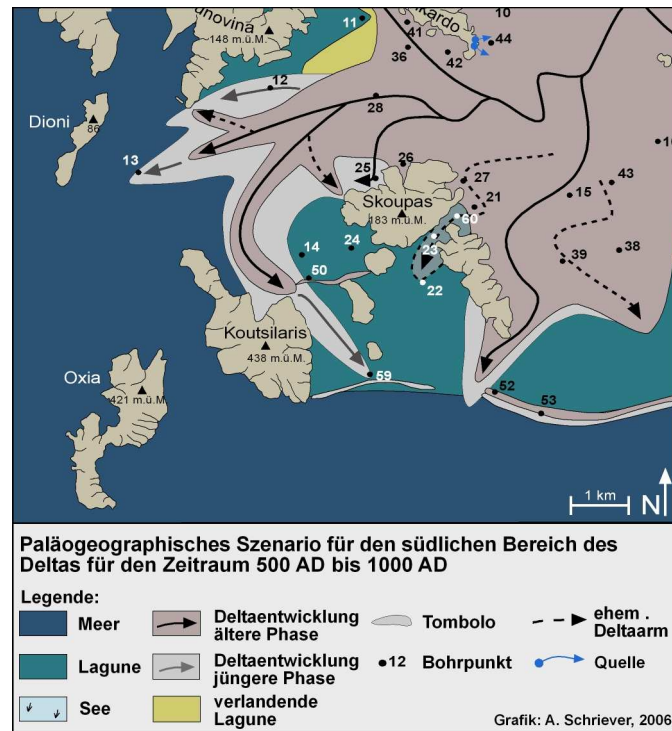 11
41
10
unovina
148 m.ü.M.
kardo
36
42
44
12
28
Dioni
86
13
25
26
27
16
43
Skoupas
183 m.ü.M.
21
15
60
14
24
23
38
50
39
22
Koutsilaris
438 m.ü.M.
Oxia
421 m.ü.M.
59
52
53
1 km
N
Paläogeographisches Szenario für den südlichen Bereich des
Deltas für den Zeitraum 500 AD bis 1000 AD
Legende:
Meer
Deltaentwicklung
ältere Phase
Tombolo
ehem .
Deltaarm
Lagune
Deltaentwicklung
jüngere Phase
12
Bohrpunkt
Quelle
See
verlandende
Lagune
Grafik: A. Schriever, 2006